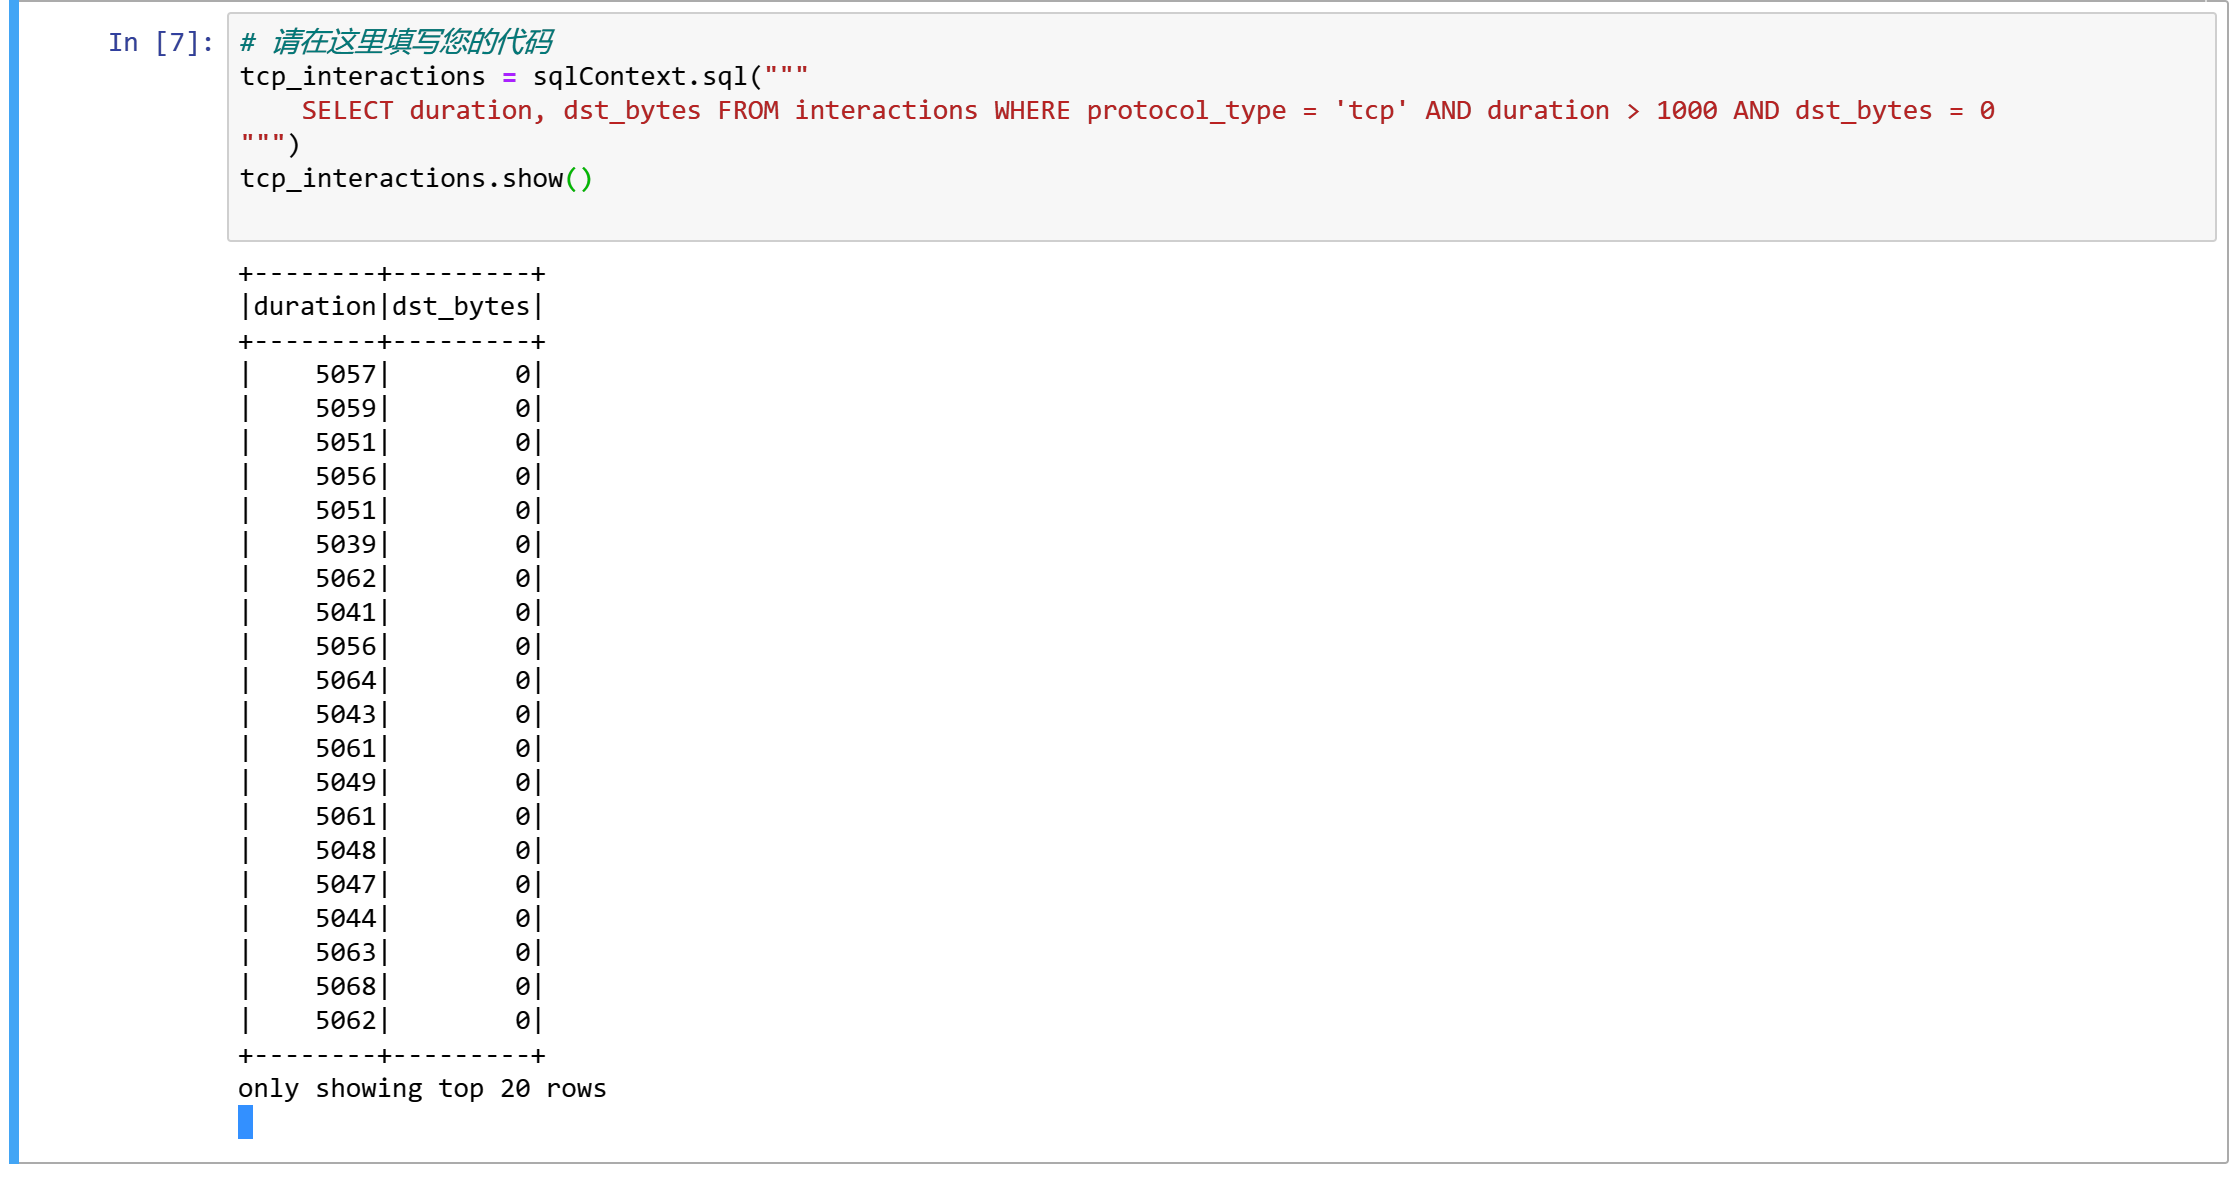 In [7]: # 请在这里填写您的代码
tcp_interactions = sqlContext.sql("""
    SELECT duration, dst_bytes FROM interactions WHERE protocol_type = 'tcp' AND duration > 1000 AND dst_bytes = 0
""")
tcp_interactions.show()
+--------+---------+
|duration|dst_bytes|
+--------+---------+
|    5057|        0|
|    5059|        0|
|    5051|        0|
|    5056|        0|
|    5051|        0|
|    5039|        0|
|    5062|        0|
|    5041|        0|
|    5056|        0|
|    5064|        0|
|    5043|        0|
|    5061|        0|
|    5049|        0|
|    5061|        0|
|    5048|        0|
|    5047|        0|
|    5044|        0|
|    5063|        0|
|    5068|        0|
|    5062|        0|
+--------+---------+
only showing top 20 rows